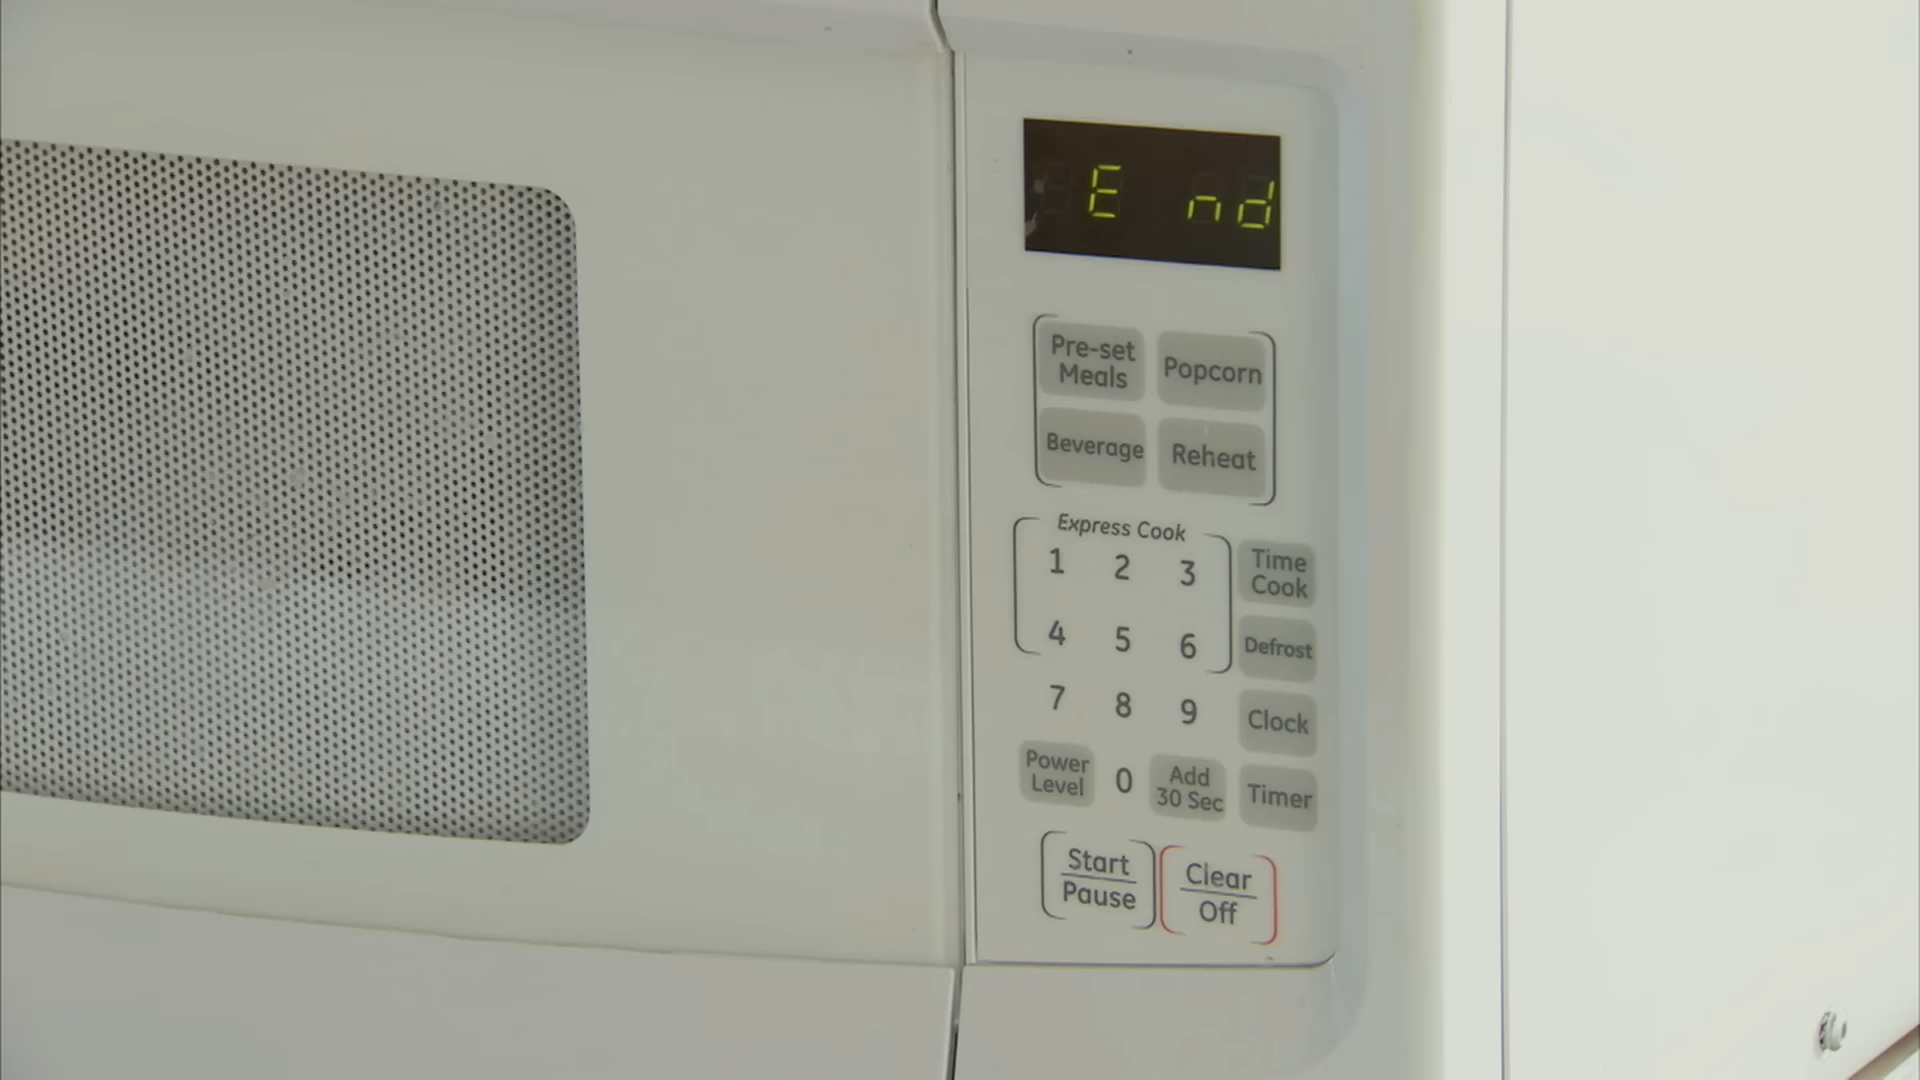 E nd
Pre-set
Meals
Popcorn
Beverage
Reheat
Express Cook
1 2 3
Time
Cook
4 5 6
Defrost
7 8 9
Clock
Power
Level
0
Add
30 Sec
Timer
Start
Pause
Clear
Off